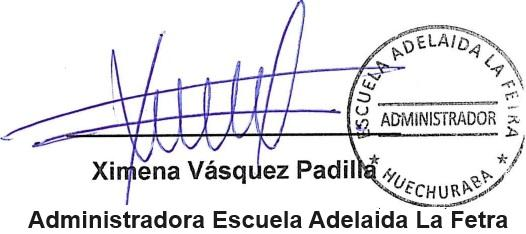 ESCUELA ADELAIDA LA FETRA
ADMINISTRADOR
* HUECHURABA *
Ximena Vásquez Padilla
Administradora Escuela Adelaida La Fetra